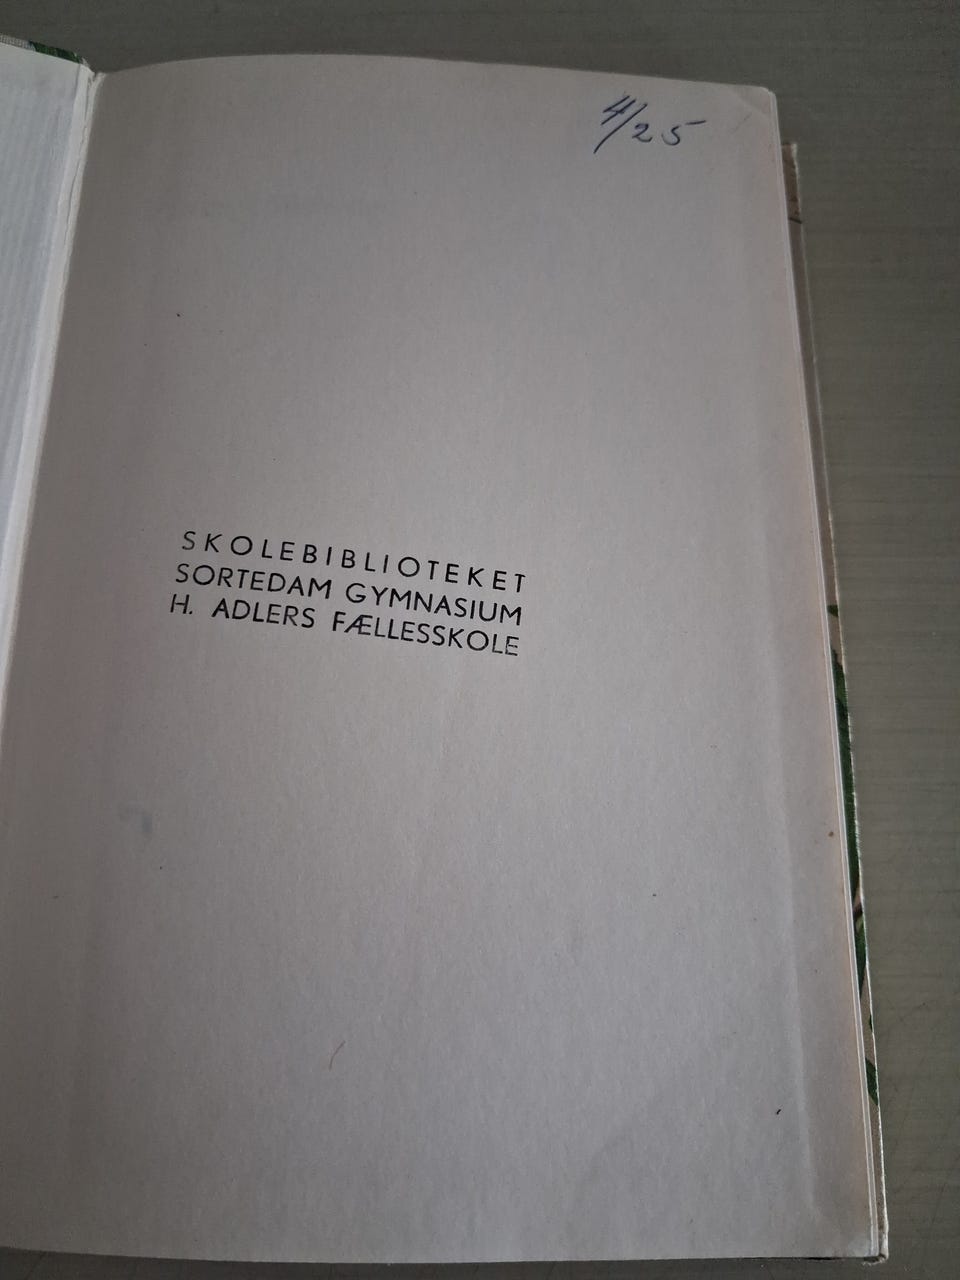 4/25
SKOLEBIBLIOTEKET
SORTEDAM GYMNASIUM
H. ADLERS FÆLLESSKOLE